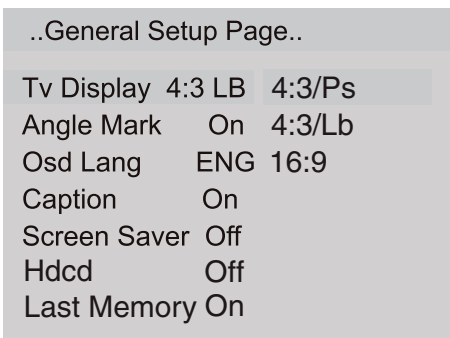 ..General Setup Page..
Tv Display 4:3 LB 4:3/Ps
Angle Mark On 4:3/Lb
Osd Lang ENG 16:9
Caption On
Screen Saver Off
Hdcd Off
Last Memory On